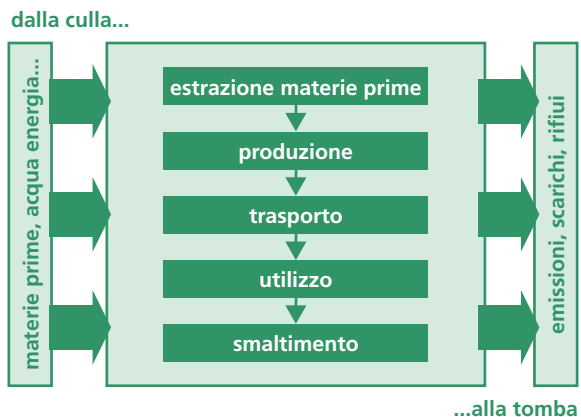 dalla culla...
materie prime, acqua energia...
estrazione materie prime
produzione
trasporto
utilizzo
smaltimento
emissioni, scarichi, rifiui
...alla tomba